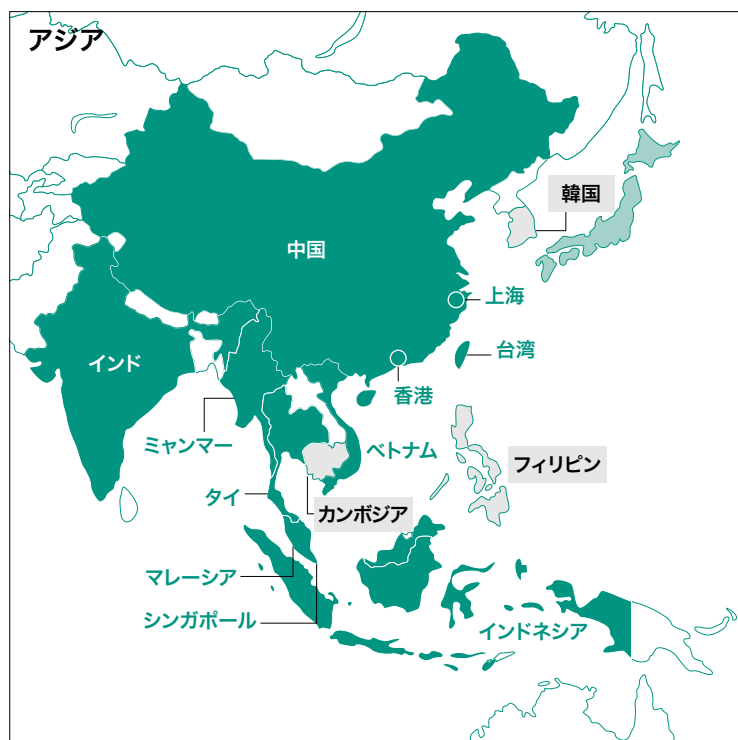 アジア
韓国
中国
上海
台湾
インド
香港
ミャンマー
ベトナム
フィリピン
タイ
カンボジア
マレーシア
シンガポール
インドネシア